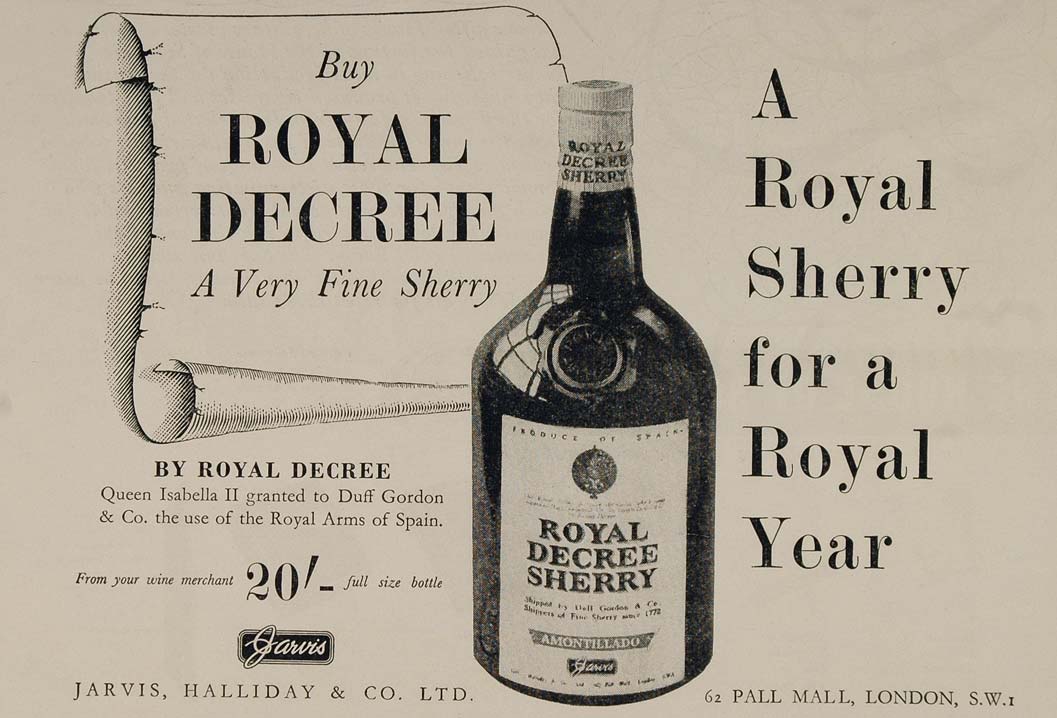 Buy
ROYAL
DECREE
A Very Fine Sherry
BY ROYAL DECREE
Queen Isabella II granted to Duff Gordon
& Co. the use of the Royal Arms of Spain.
From your wine merchant 20/- full size bottle
Jarvis
JARVIS, HALLIDAY & CO. LTD.
ROYAL
DECREE
SHERRY
PRODUCE OF SPAIN
ROYAL
DECREE
SHERRY
Shipped by Duff Gordon & Co.
Shippers of Fine Sherry since 1772
AMONTILLADO
Jarvis
A
Royal
Sherry
for a
Royal
Year
62 PALL MALL, LONDON, S.W.1